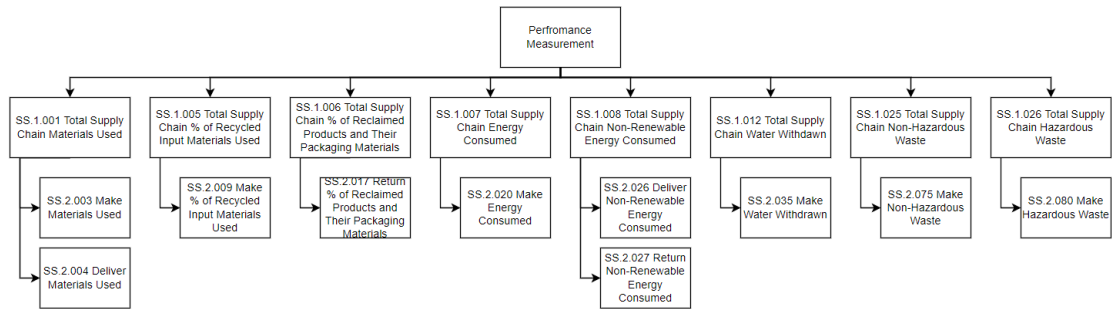 Perfromance
Measurement
SS.1.001 Total Supply
Chain Materials Used
SS.1.005 Total Supply
Chain % of Recycled
Input Materials Used
SS.1.006 Total Supply
Chain % of Reclaimed
Products and Their
Packaging Materials
SS.1.007 Total Supply
Chain Energy
Consumed
SS.1.008 Total Supply
Chain Non-Renewable
Energy Consumed
SS.1.012 Total Supply
Chain Water Withdrawn
SS.1.025 Total Supply
Chain Non-Hazardous
Waste
SS.1.026 Total Supply
Chain Hazardous
Waste
SS.2.003 Make
Materials Used
SS.2.009 Make
% of Recycled
Input Materials
Used
SS.2.017 Return
% of Reclaimed
Products and
Their Packaging
Materials
SS.2.020 Make
Energy
Consumed
SS.2.026 Deliver
Non-Renewable
Energy
Consumed
SS.2.035 Make
Water Withdrawn
SS.2.075 Make
Non-Hazardous
Waste
SS.2.080 Make
Hazardous Waste
SS.2.004 Deliver
Materials Used
SS.2.027 Return
Non-Renewable
Energy
Consumed